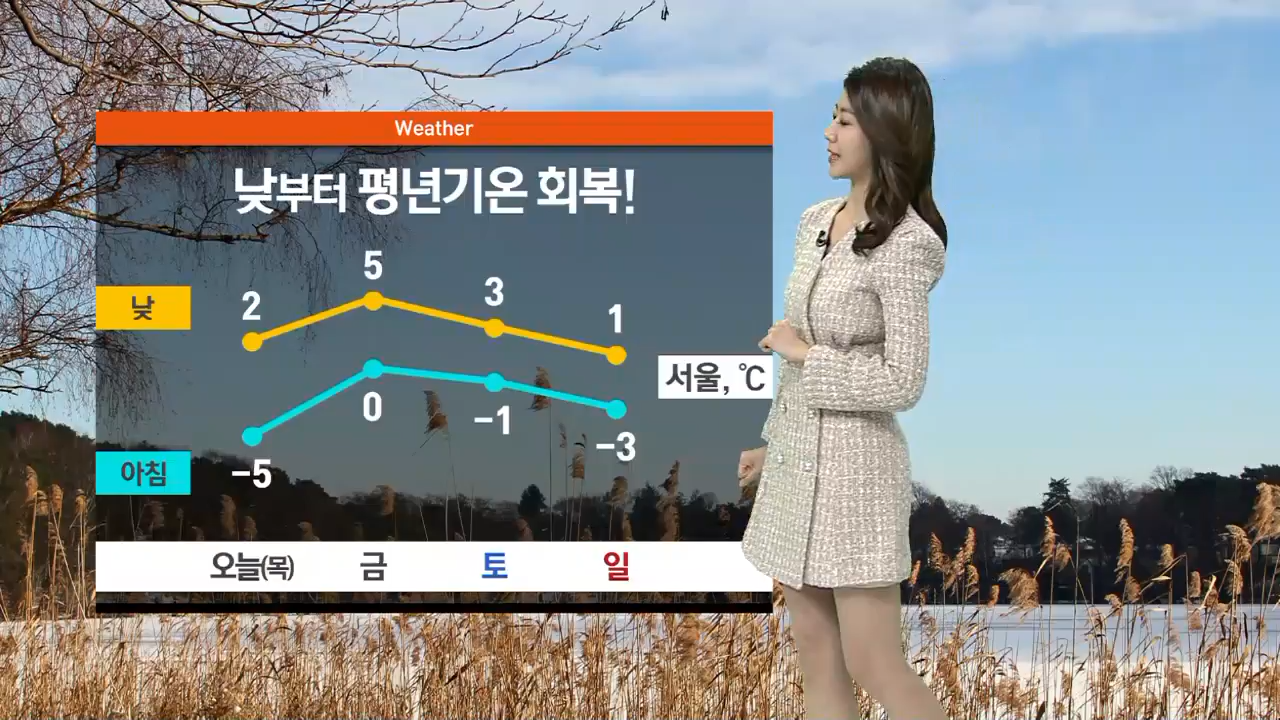 Weather
낮부터 평년기온 회복!
낮
2 5 3 1
서울, ℃
0 -1 -3
-5
아침
오늘(목) 금 토 일